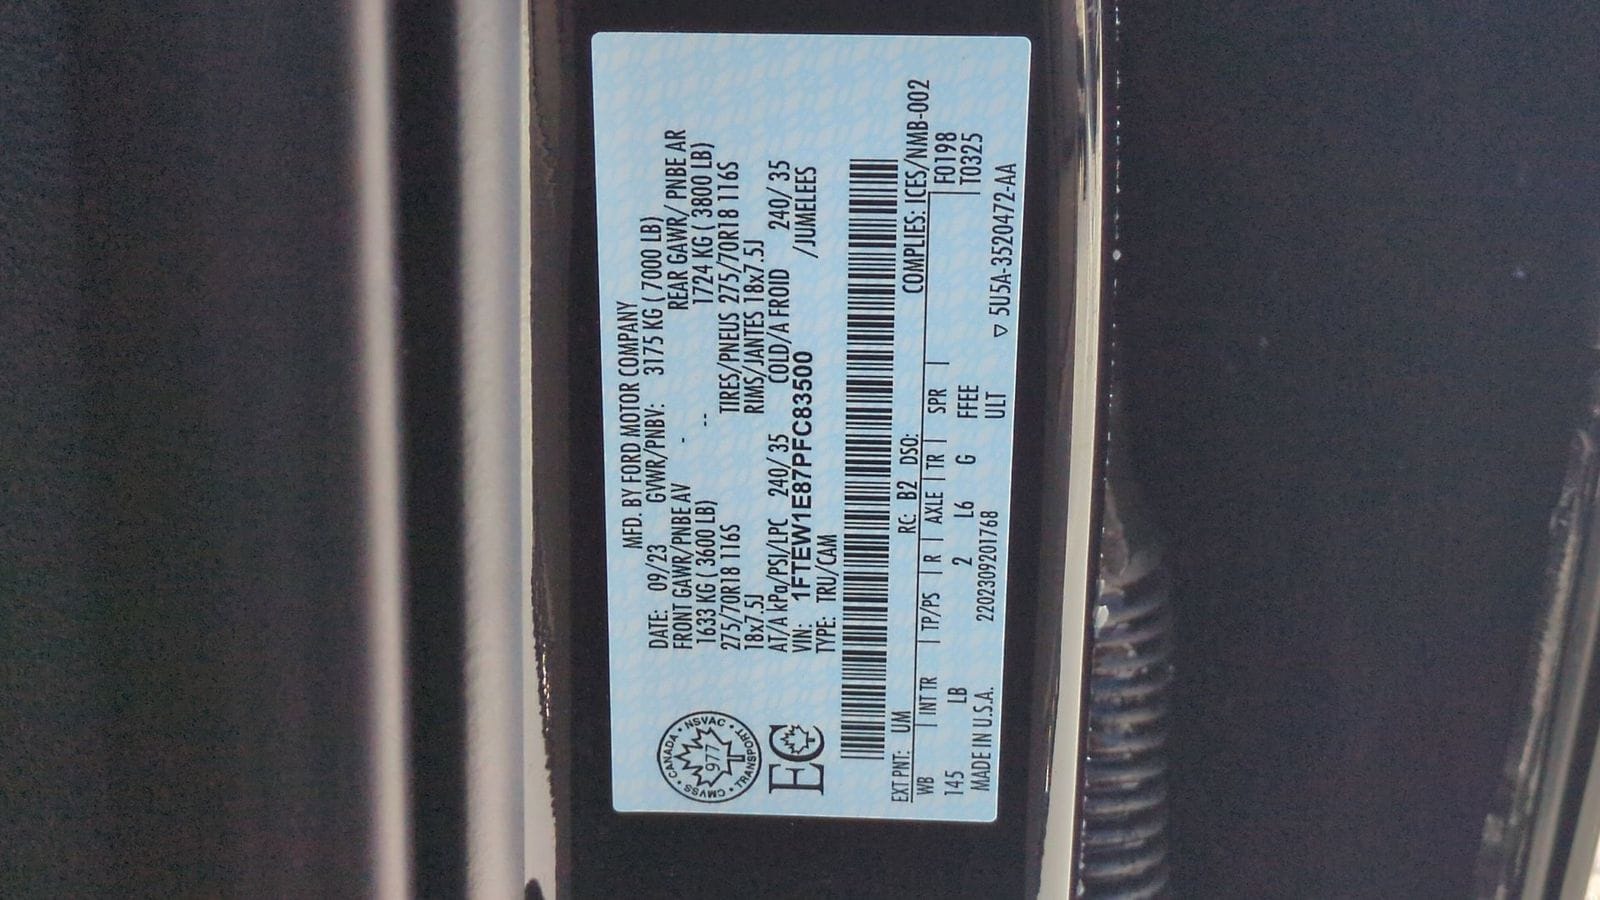 MFD. BY FORD MOTOR COMPANY
DATE: 09/23 GVWR/PNBV: 3175 KG ( 7000 LB)
FRONT GAWR/PNBE AV - REAR GAWR/ PNBE AR
1633 KG ( 3600 LB) -- 1724 KG ( 3800 LB)
275/70R18 116S TIRES/PNEUS 275/70R18 116S
18x7.5J RIMS/JANTES 18x7.5J
AT/A kPa/PSI/LPC 240/ 35 COLD/A FROID 240/ 35
VIN: 1FTEW1E87PFC83500 /JUMELEES
TYPE: TRU/CAM
CANADA • NSVAC • TRANSPORT • CMVSS •
977
EC
EXT PNT: UM RC: B2 DSO: COMPLIES: ICES/NMB-002
WB | INT TR | TP/PS | R | AXLE | TR | SPR | F0198
145 LB 2 L6 G FFEE T0325
ULT
MADE IN U.S.A. 220230920 1768 ▽ 5U5A-3520472-AA